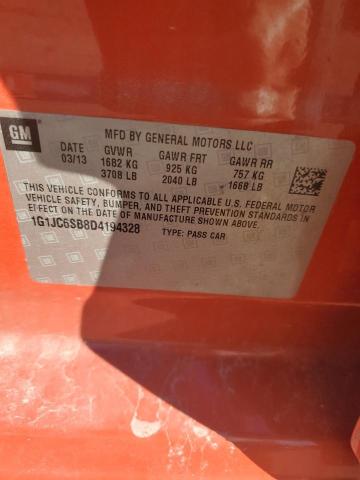 GM
MFD BY GENERAL MOTORS LLC
DATE GVWR GAWR FRT GAWR RR
03/13 1682 KG 925 KG 757 KG
3708 LB 2040 LB 1668 LB
THIS VEHICLE CONFORMS TO ALL APPLICABLE U.S. FEDERAL MOTOR
VEHICLE SAFETY, BUMPER, AND THEFT PREVENTION STANDARDS IN
EFFECT ON THE DATE OF MANUFACTURE SHOWN ABOVE.
1G1JC6SB8D4194328 TYPE: PASS CAR